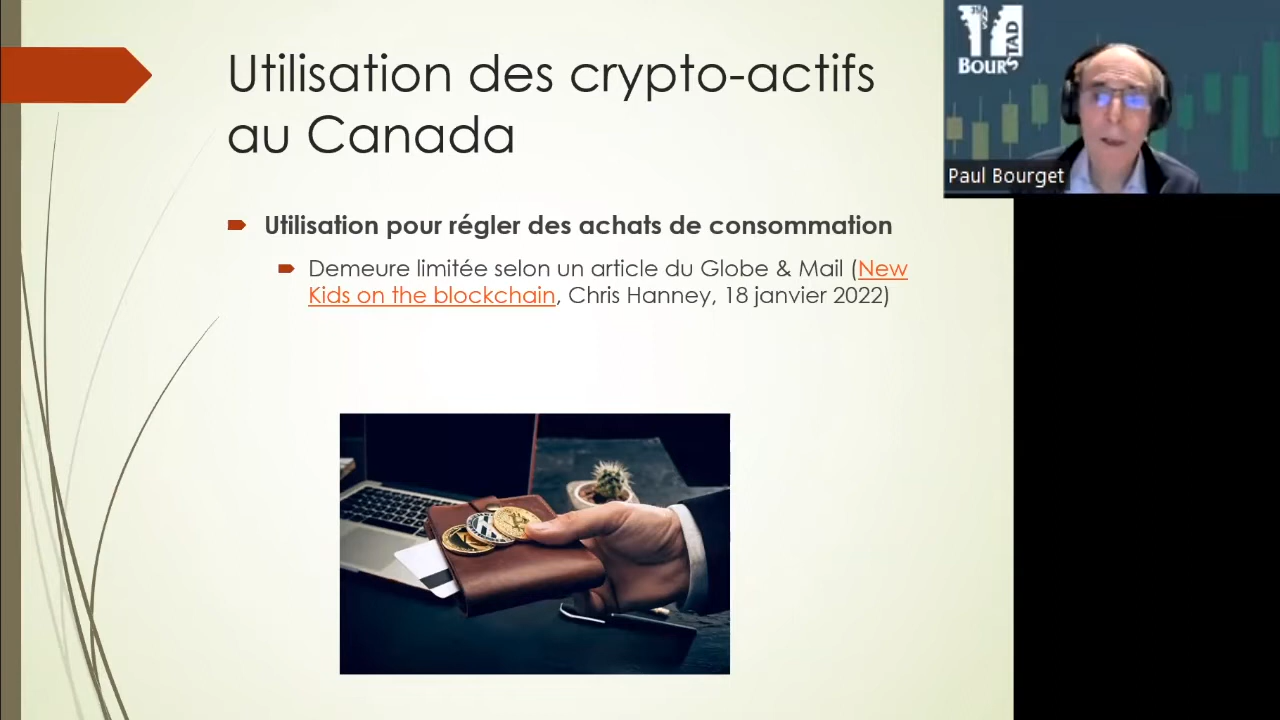 Utilisation des crypto-actifs
au Canada
Utilisation pour régler des achats de consommation
Demeure limitée selon un article du Globe & Mail (New
Kids on the blockchain, Chris Hanney, 18 janvier 2022)
BOURSTAD
Paul Bourget